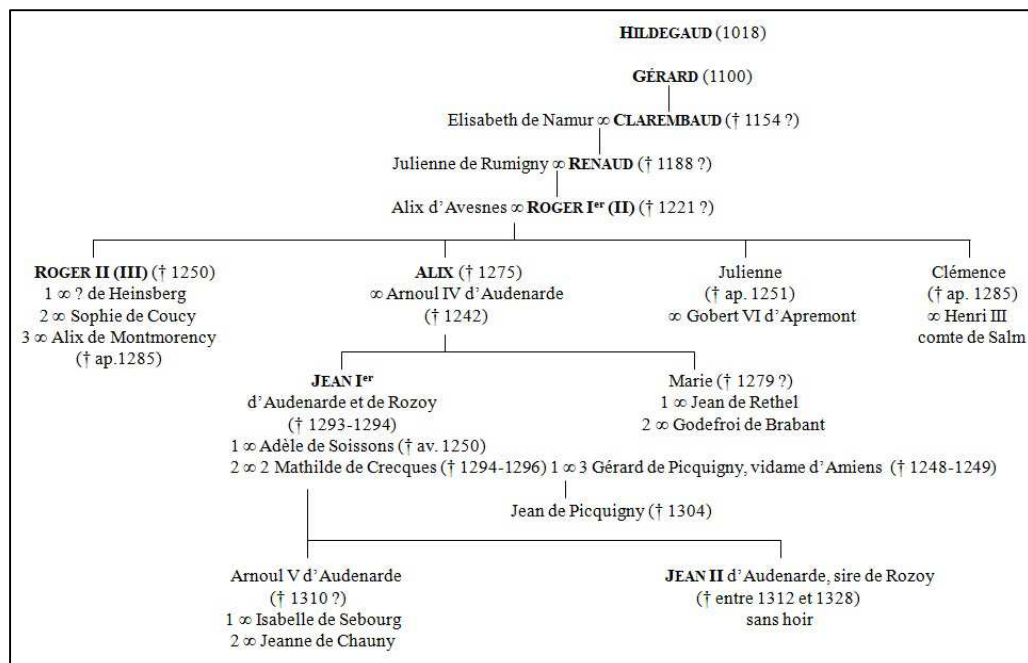 HILDEGAUD (1018)
GÉRARD (1100)
Elisabeth de Namur ∞ CLAREMBAUD († 1154 ?)
Julienne de Rumigny ∞ RENAUD († 1188 ?)
Alix d’Avesnes ∞ ROGER Ier (II) († 1221 ?)
ROGER II (III) († 1250)
1 ∞ ? de Heinsberg
2 ∞ Sophie de Coucy
3 ∞ Alix de Montmorency
(† ap.1285)
ALIX († 1275)
∞ Arnoul IV d’Audenarde
(† 1242)
Julienne
(† ap. 1251)
∞ Gobert VI d’Apremont
Clémence
(† ap. 1285)
∞ Henri III
comte de Salm
JEAN Ier
d’Audenarde et de Rozoy
(† 1293-1294)
1 ∞ Adèle de Soissons († av. 1250)
2 ∞ 2 Mathilde de Crecques († 1294-1296) 1 ∞ 3 Gérard de Picquigny, vidame d’Amiens († 1248-1249)
Marie († 1279 ?)
1 ∞ Jean de Rethel
2 ∞ Godefroi de Brabant
Jean de Picquigny († 1304)
Arnoul V d’Audenarde
(† 1310 ?)
1 ∞ Isabelle de Sebourg
2 ∞ Jeanne de Chauny
JEAN II d’Audenarde, sire de Rozoy
(† entre 1312 et 1328)
sans hoir